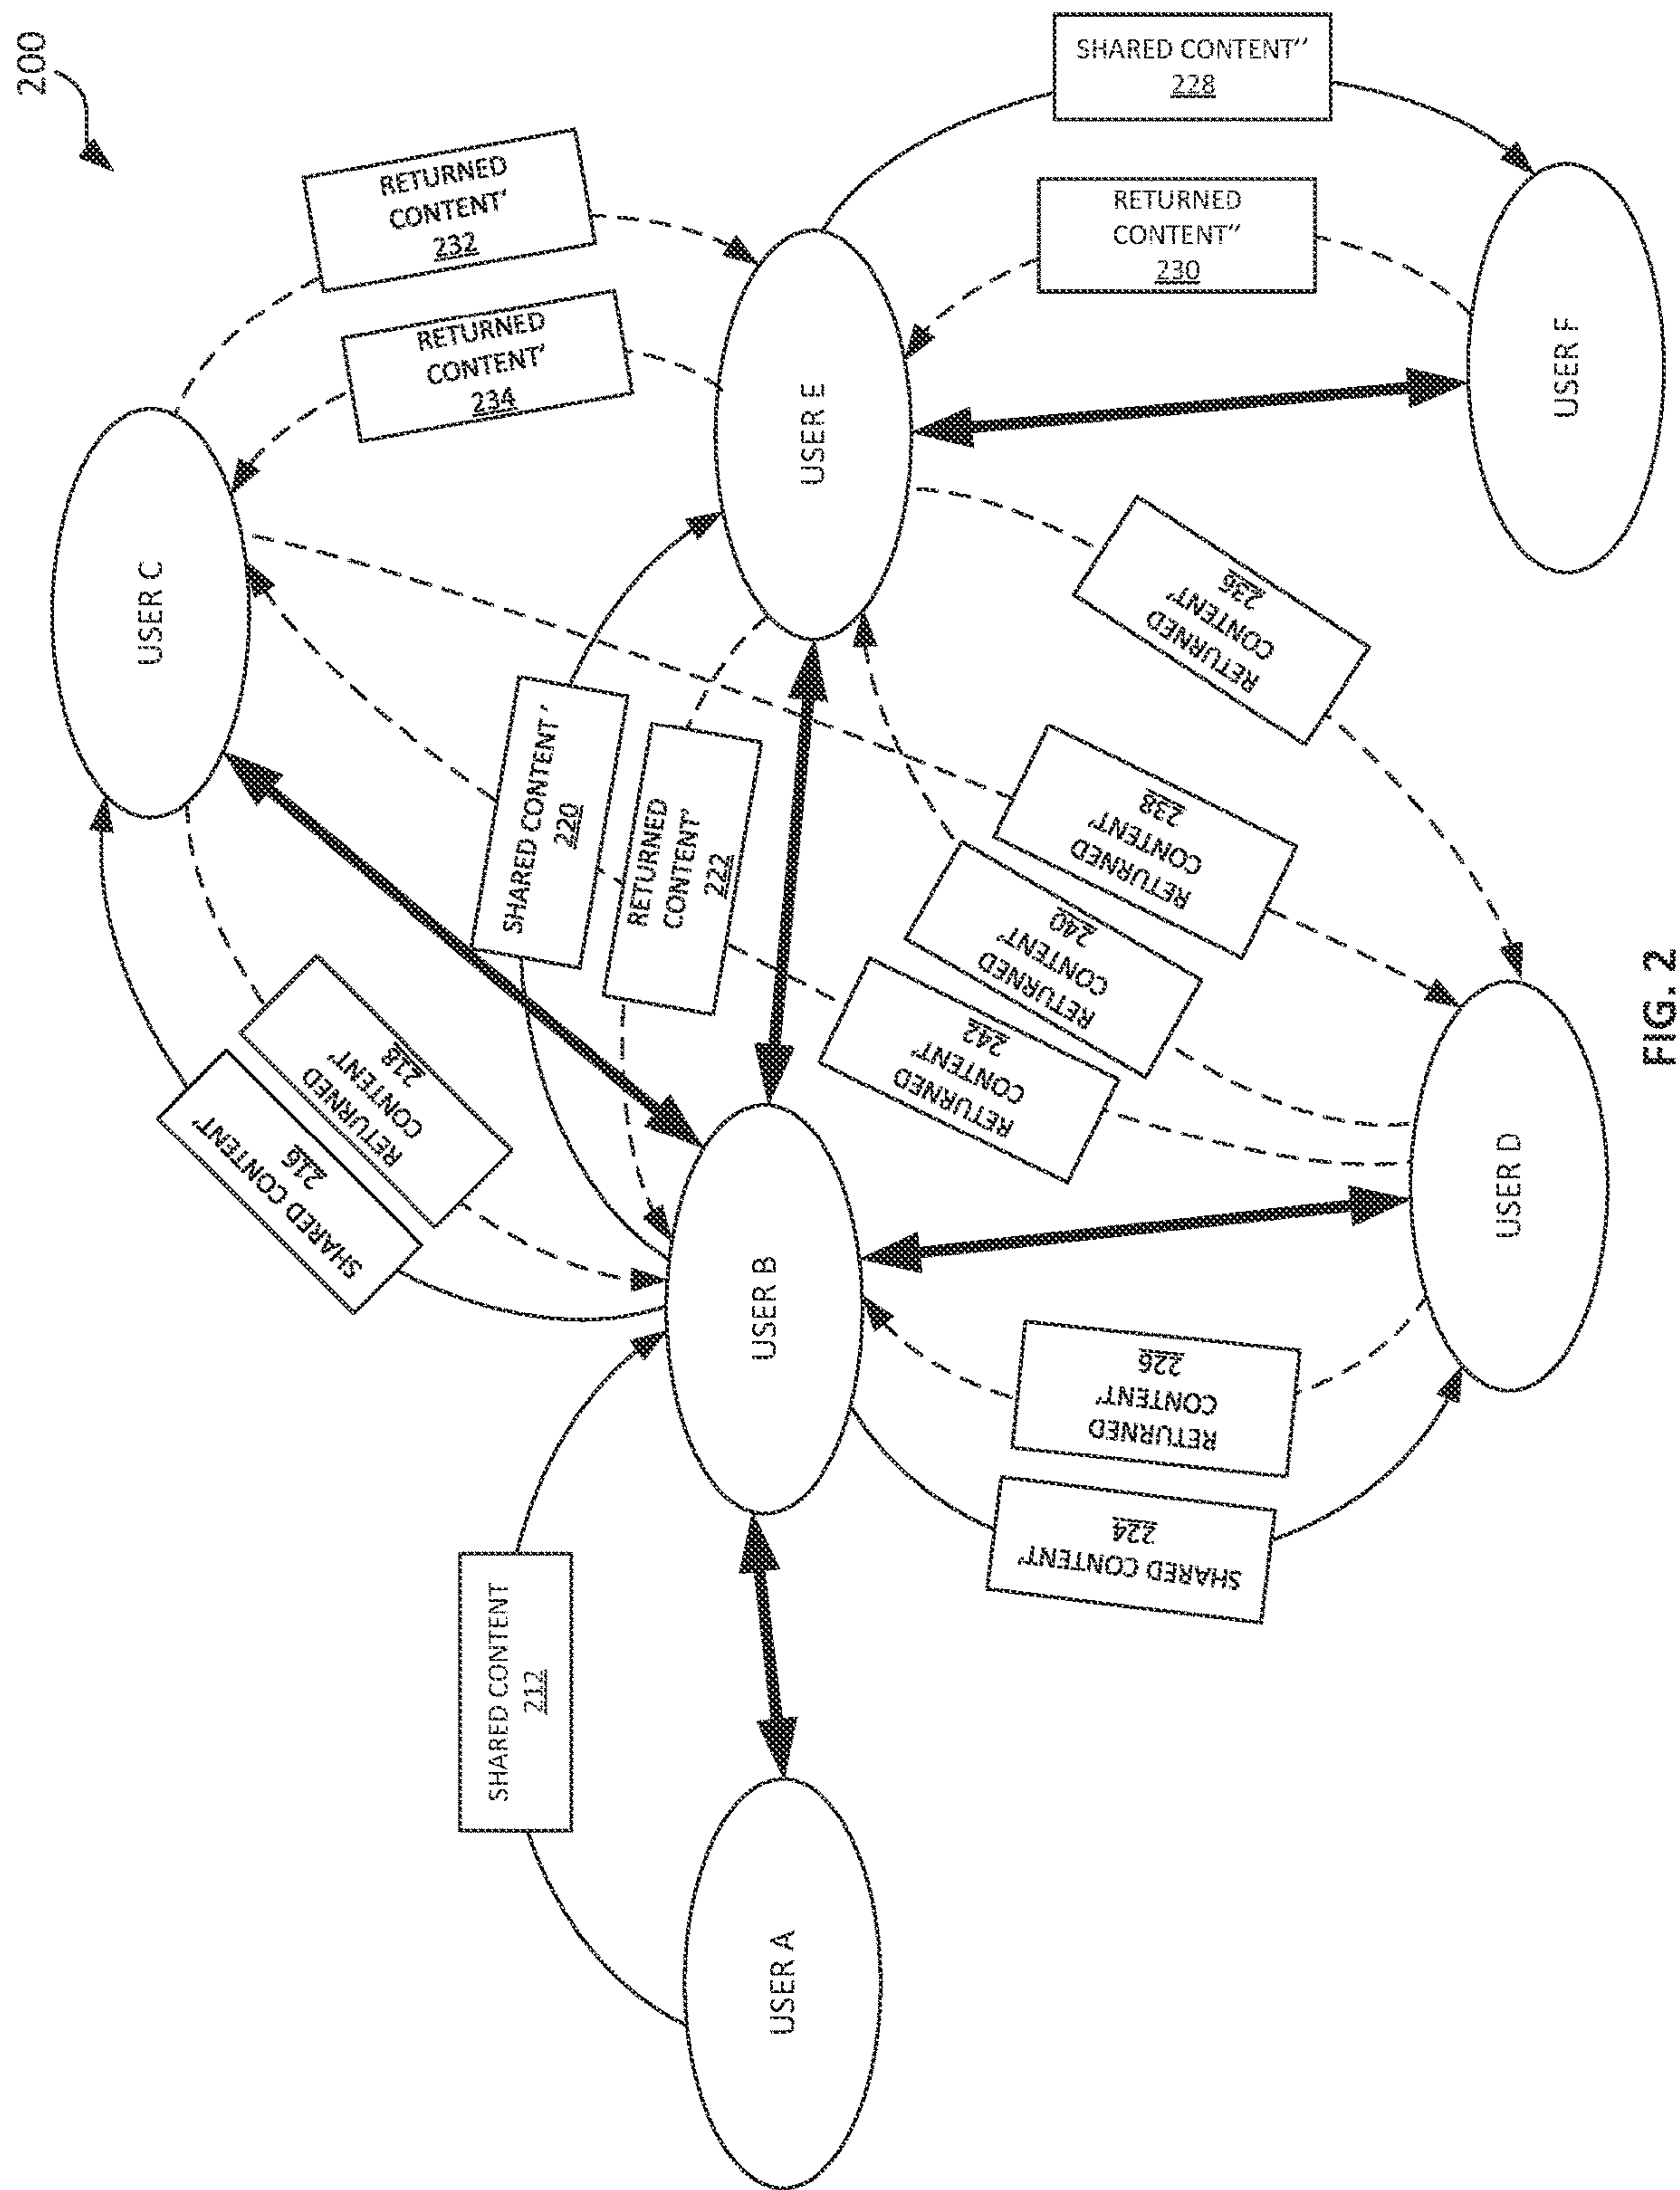 200
USER A
SHARED CONTENT
212
USER B
SHARED CONTENT'
216
RETURNED
CONTENT'
218
USER C
SHARED CONTENT '
220
RETURNED
CONTENT'
222
SHARED CONTENT'
224
RETURNED
CONTENT'
226
USER D
RETURNED
CONTENT'
232
RETURNED
CONTENT'
234
USER E
RETURNED
CONTENT'
242
RETURNED
CONTENT'
240
RETURNED
CONTENT'
238
RETURNED
CONTENT'
236
SHARED CONTENT''
228
RETURNED
CONTENT''
230
USER F
FIG. 2